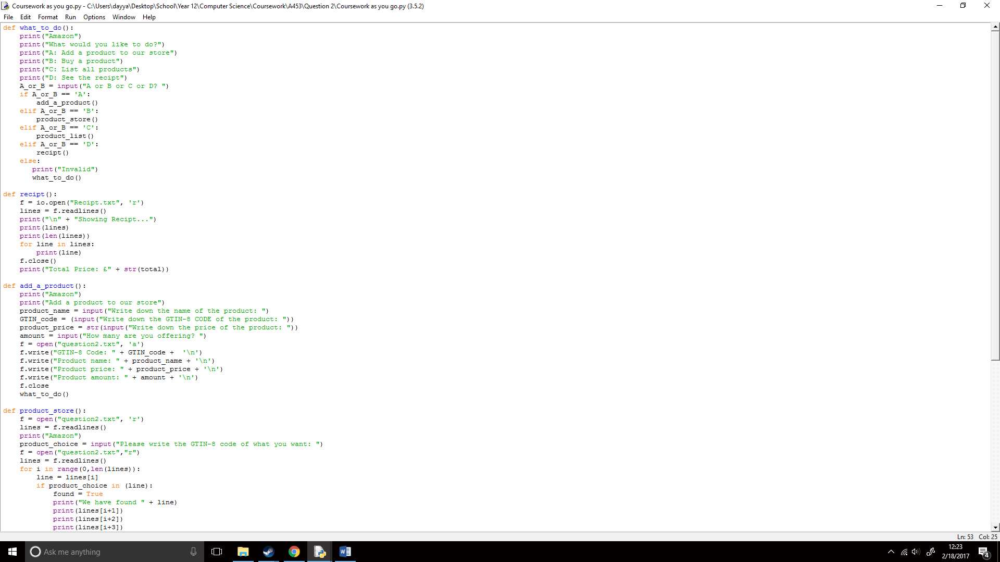 Coursework as you go.py - C:\Users\dayya\Desktop\School\Year 12\Computer Science\Coursework\A453\Question 2\Coursework as you go.py (3.5.2)
File Edit Format Run Options Window Help
def what_to_do():
    print("Amazon")
    print("What would you like to do?")
    print("A: Add a product to our store")
    print("B: Buy a product")
    print("C: List all products")
    print("D: See the recipt")
    A_or_B = input("A or B or C or D? ")
    if A_or_B == 'A':
        add_a_product()
    elif A_or_B == 'B':
        product_store()
    elif A_or_B == 'C':
        product_list()
    elif A_or_B == 'D':
        recipt()
    else:
       print("Invalid")
       what_to_do()

def recipt():
    f = io.open("Recipt.txt", 'r')
    lines = f.readlines()
    print("\n" + "Showing Recipt...")
    print(lines)
    print(len(lines))
    for line in lines:
        print(line)
    f.close()
    print("Total Price: £" + str(total))

def add_a_product():
    print("Amazon")
    print("Add a product to our store")
    product_name = input("Write down the name of the product: ")
    GTIN_code = (input("Write down the GTIN-8 CODE of the product: "))
    product_price = str(input("Write down the price of the product: "))
    amount = input("How many are you offering? ")
    f = open("question2.txt", 'a')
    f.write("GTIN-8 Code: " + GTIN_code +  '\n')
    f.write("Product name: " + product_name + '\n')
    f.write("Product price: " + product_price + '\n')
    f.write("Product amount: " + amount + '\n')
    f.close
    what_to_do()

def product_store():
    f = open("question2.txt", 'r')
    lines = f.readlines()
    print("Amazon")
    product_choice = input("Please write the GTIN-8 code of what you want: ")
    f = open("question2.txt","r")
    lines = f.readlines()
    for i in range(0,len(lines)):
        line = lines[i]
        if product_choice in (line):
            found = True
            print("We have found " + line)
            print(lines[i+1])
            print(lines[i+2])
            print(lines[i+3])
Ln: 53 Col: 25
Ask me anything
12:23
2/18/2017
4